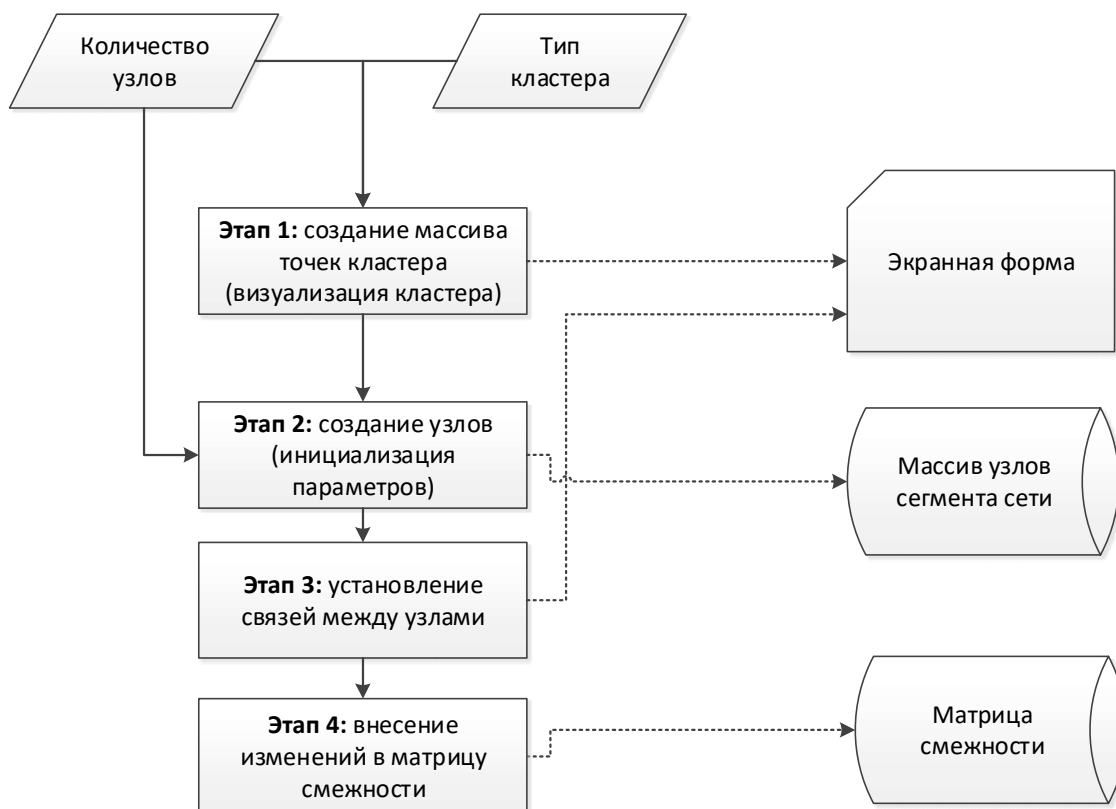 Количество
узлов
Тип
кластера
Этап 1: создание массива
точек кластера
(визуализация кластера)
Экранная форма
Этап 2: создание узлов
(инициализация
параметров)
Массив узлов
сегмента сети
Этап 3: установление
связей между узлами
Этап 4: внесение
изменений в матрицу
смежности
Матрица
смежности